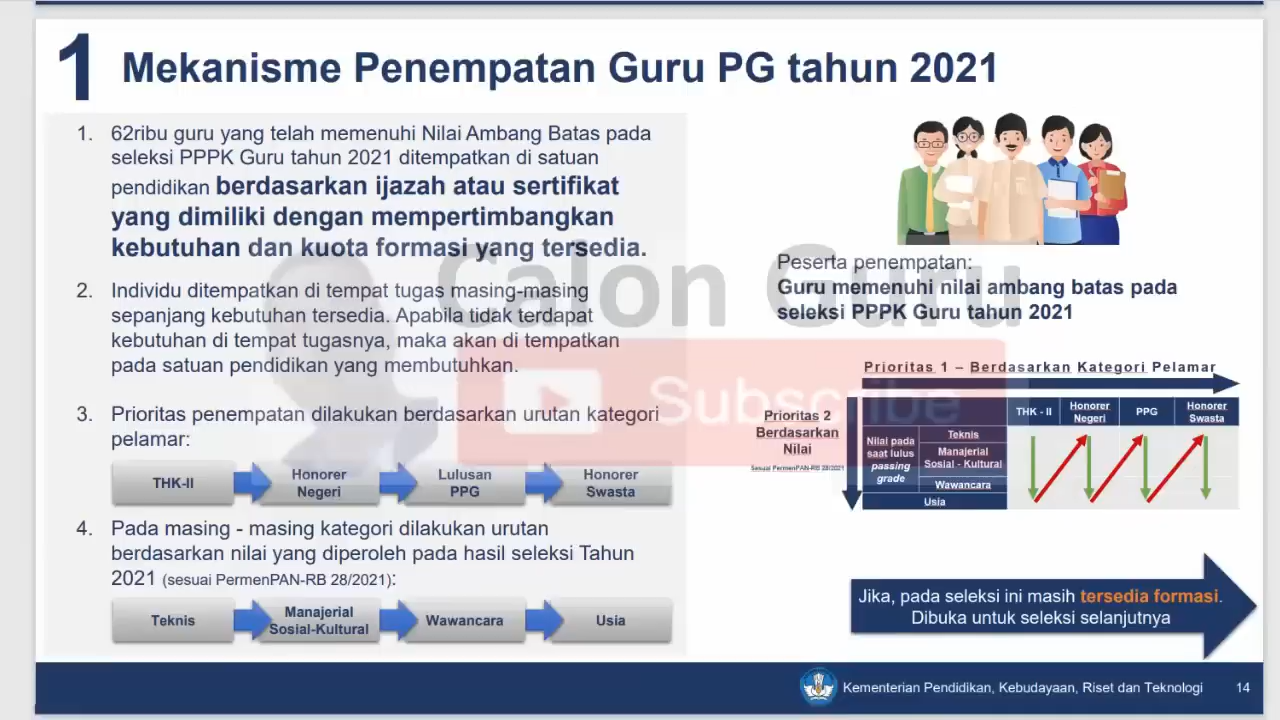 1
Mekanisme Penempatan Guru PG tahun 2021
1. 62ribu guru yang telah memenuhi Nilai Ambang Batas pada
seleksi PPPK Guru tahun 2021 ditempatkan di satuan
pendidikan berdasarkan ijazah atau sertifikat
yang dimiliki dengan mempertimbangkan
kebutuhan dan kuota formasi yang tersedia.
2. Individu ditempatkan di tempat tugas masing-masing
sepanjang kebutuhan tersedia. Apabila tidak terdapat
kebutuhan di tempat tugasnya, maka akan di tempatkan
pada satuan pendidikan yang membutuhkan.
3. Prioritas penempatan dilakukan berdasarkan urutan kategori
pelamar:
THK-II
Honorer
Negeri
Lulusan
PPG
Honorer
Swasta
4. Pada masing - masing kategori dilakukan urutan
berdasarkan nilai yang diperoleh pada hasil seleksi Tahun
2021 (sesuai PermenPAN-RB 28/2021):
Teknis
Manajerial
Sosial-Kultural
Wawancara
Usia
Calon Guru
Subscribe
Peserta penempatan:
Guru memenuhi nilai ambang batas pada
seleksi PPPK Guru tahun 2021
Prioritas 1 – Berdasarkan Kategori Pelamar
Prioritas 2
Berdasarkan
Nilai
Sesuai PermenPAN-RB 28/2021
THK - II
Honorer
Negeri
PPG
Honorer
Swasta
Nilai pada
saat lulus
passing
grade
Teknis
Manajerial
Sosial - Kultural
Wawancara
Usia
Jika, pada seleksi ini masih tersedia formasi.
Dibuka untuk seleksi selanjutnya
Kementerian Pendidikan, Kebudayaan, Riset dan Teknologi
14